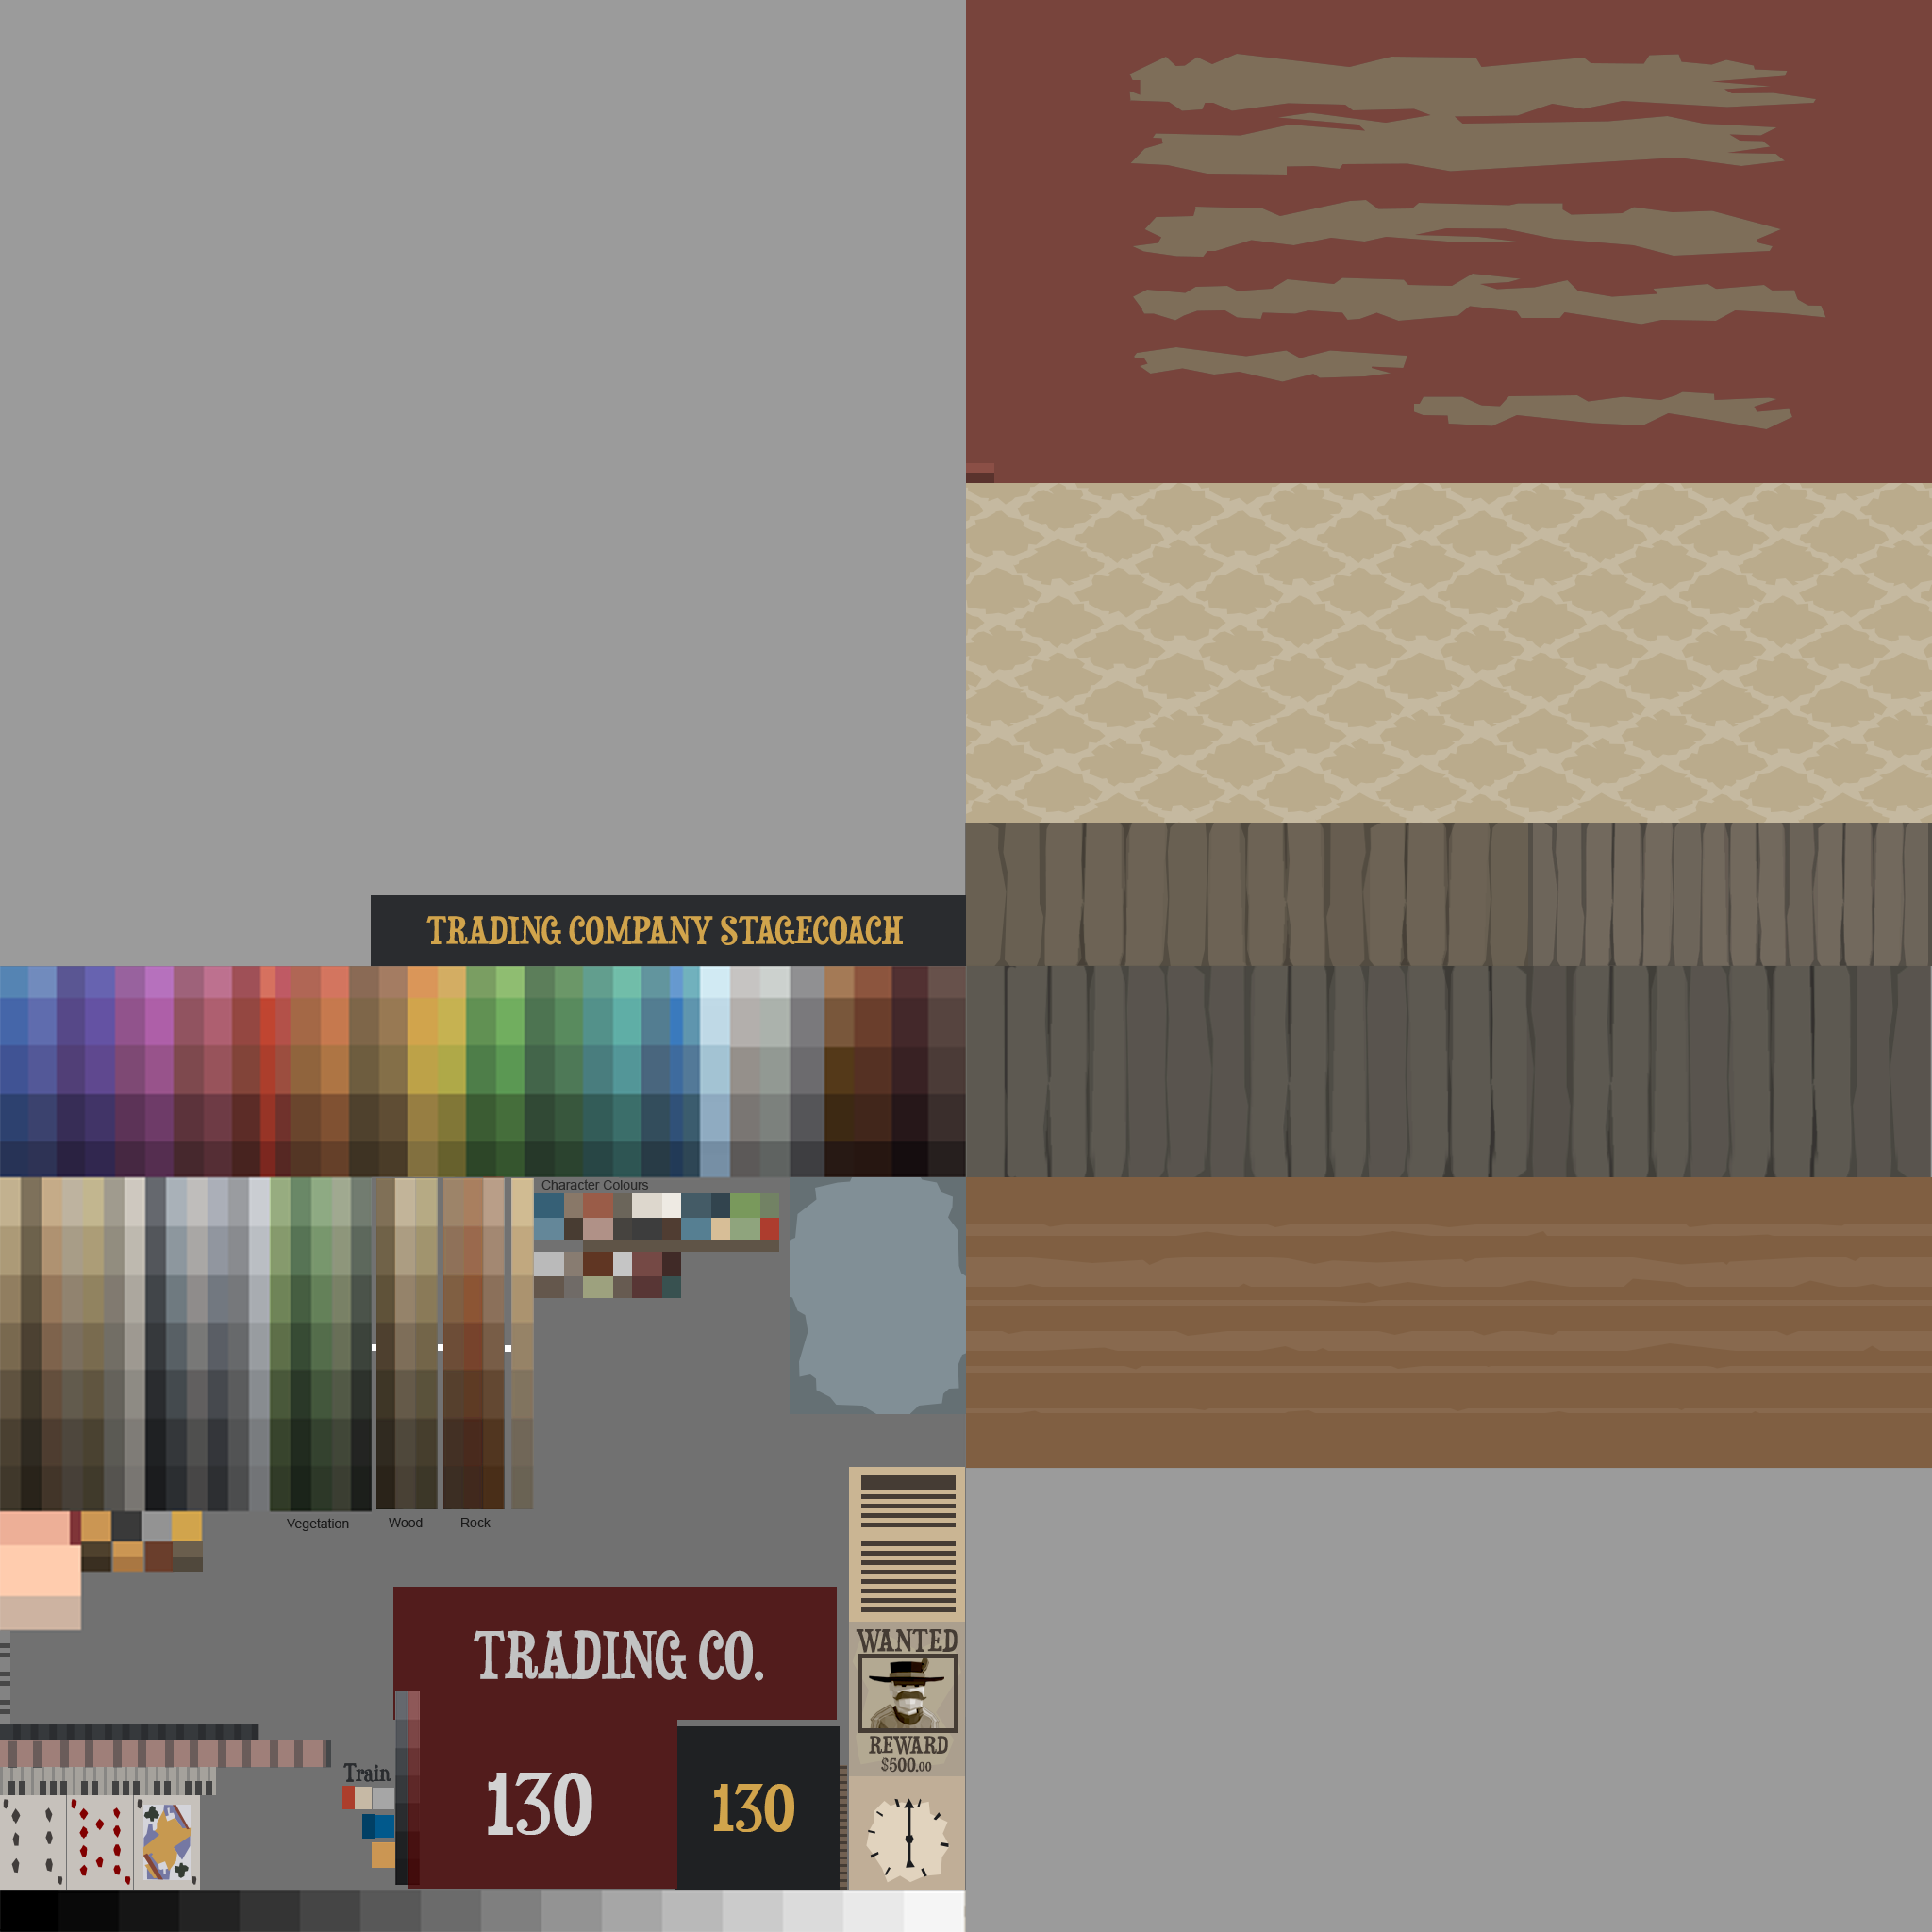 TRADING COMPANY STAGECOACH
Character Colours
Vegetation
Wood
Rock
TRADING CO.
WANTED
REWARD
$500.00
Train
130
130